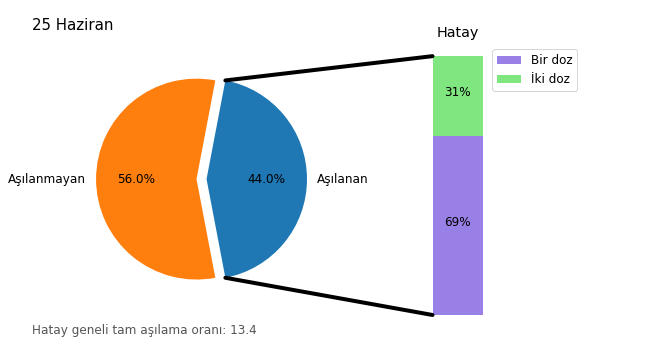 25 Haziran
Hatay
Bir doz
İki doz
31%
Aşılanmayan
56.0%
44.0%
Aşılanan
69%
Hatay geneli tam aşılama oranı: 13.4